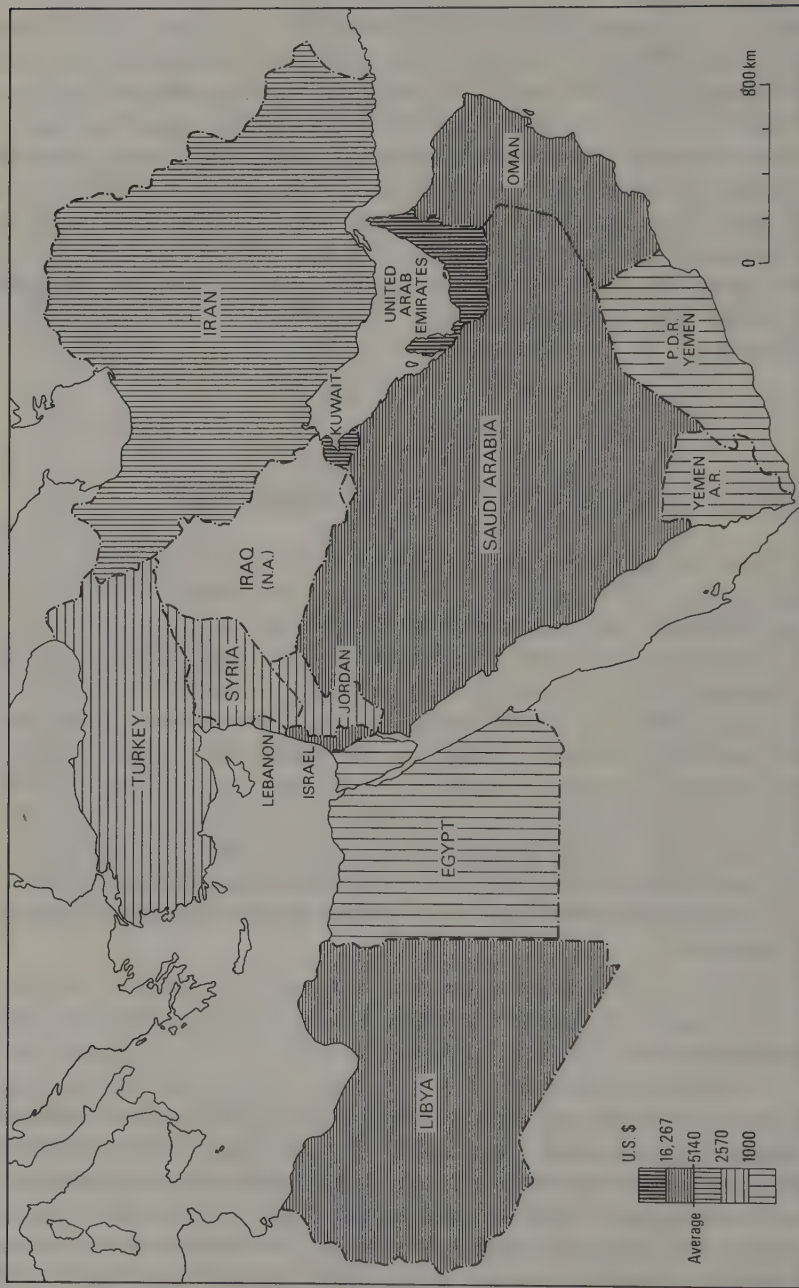 TURKEY
SYRIA
LEBANON
ISRAEL
JORDAN
IRAQ
(N.A.)
IRAN
KUWAIT
UNITED
ARAB
EMIRATES
OMAN
SAUDI ARABIA
YEMEN
A.R.
P.D.R.
YEMEN
EGYPT
LIBYA
U.S. $
16,267
Average 5140
2570
1000
0 800 km